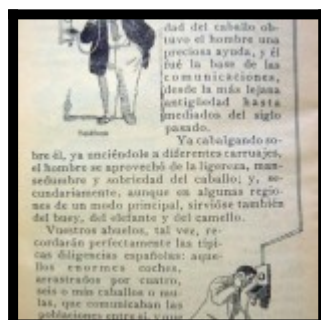 dad del caballo ob-
tuvo el hombre una
preciosa ayuda, y él
fué la base de las
comunicaciones,
desde la más lejana
antigüedad hasta
mediados del siglo
pasado.
Ya cabalgando so-
bre él, ya unciéndole a diferentes carruajes,
el hombre se aprovechó de la ligereza, man-
sedumbre y sobriedad del caballo; y, se-
cundariamente, aunque en algunas regio-
nes de un modo principal, sirvióse también
del buey, del elefante y del camello.
Vuestros abuelos, tal vez, re-
cordarán perfectamente las típi-
cas diligencias españolas: aque-
llos enormes coches,
arrastrados por cuatro,
seis o más caballos o mu-
las, que comunicaban las
poblaciones entre sí, y que